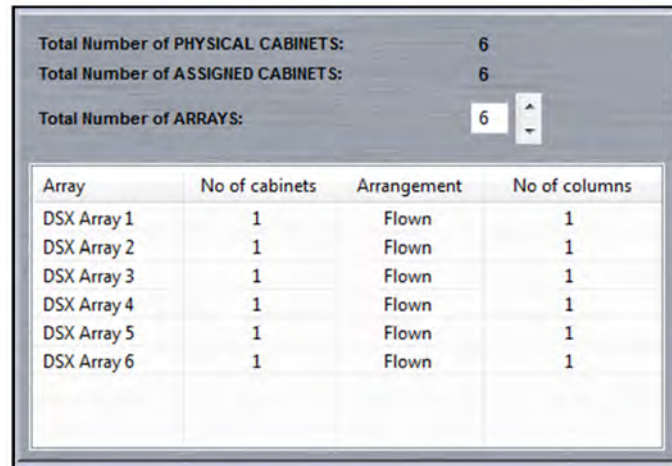 Total Number of PHYSICAL CABINETS: 6
Total Number of ASSIGNED CABINETS: 6
Total Number of ARRAYS: 6
Array No of cabinets Arrangement No of columns
DSX Array 1 1 Flown 1
DSX Array 2 1 Flown 1
DSX Array 3 1 Flown 1
DSX Array 4 1 Flown 1
DSX Array 5 1 Flown 1
DSX Array 6 1 Flown 1